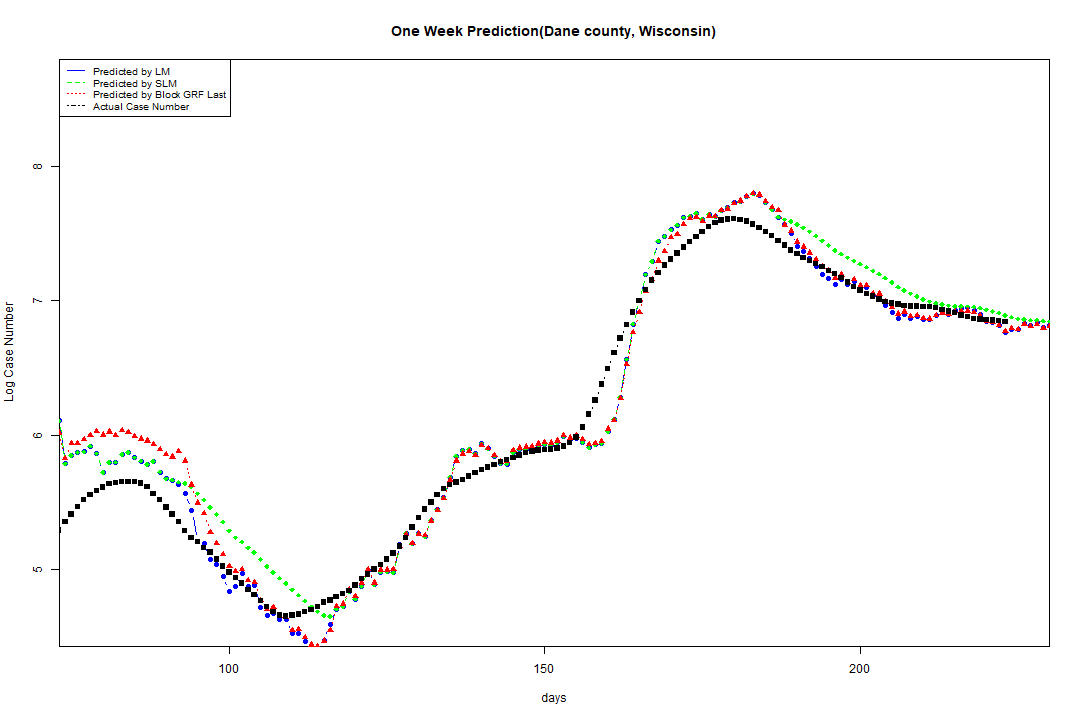 One Week Prediction(Dane county, Wisconsin)
Predicted by LM
Predicted by SLM
Predicted by Block GRF Last
Actual Case Number
Log Case Number
8
7
6
5
100 150 200
days